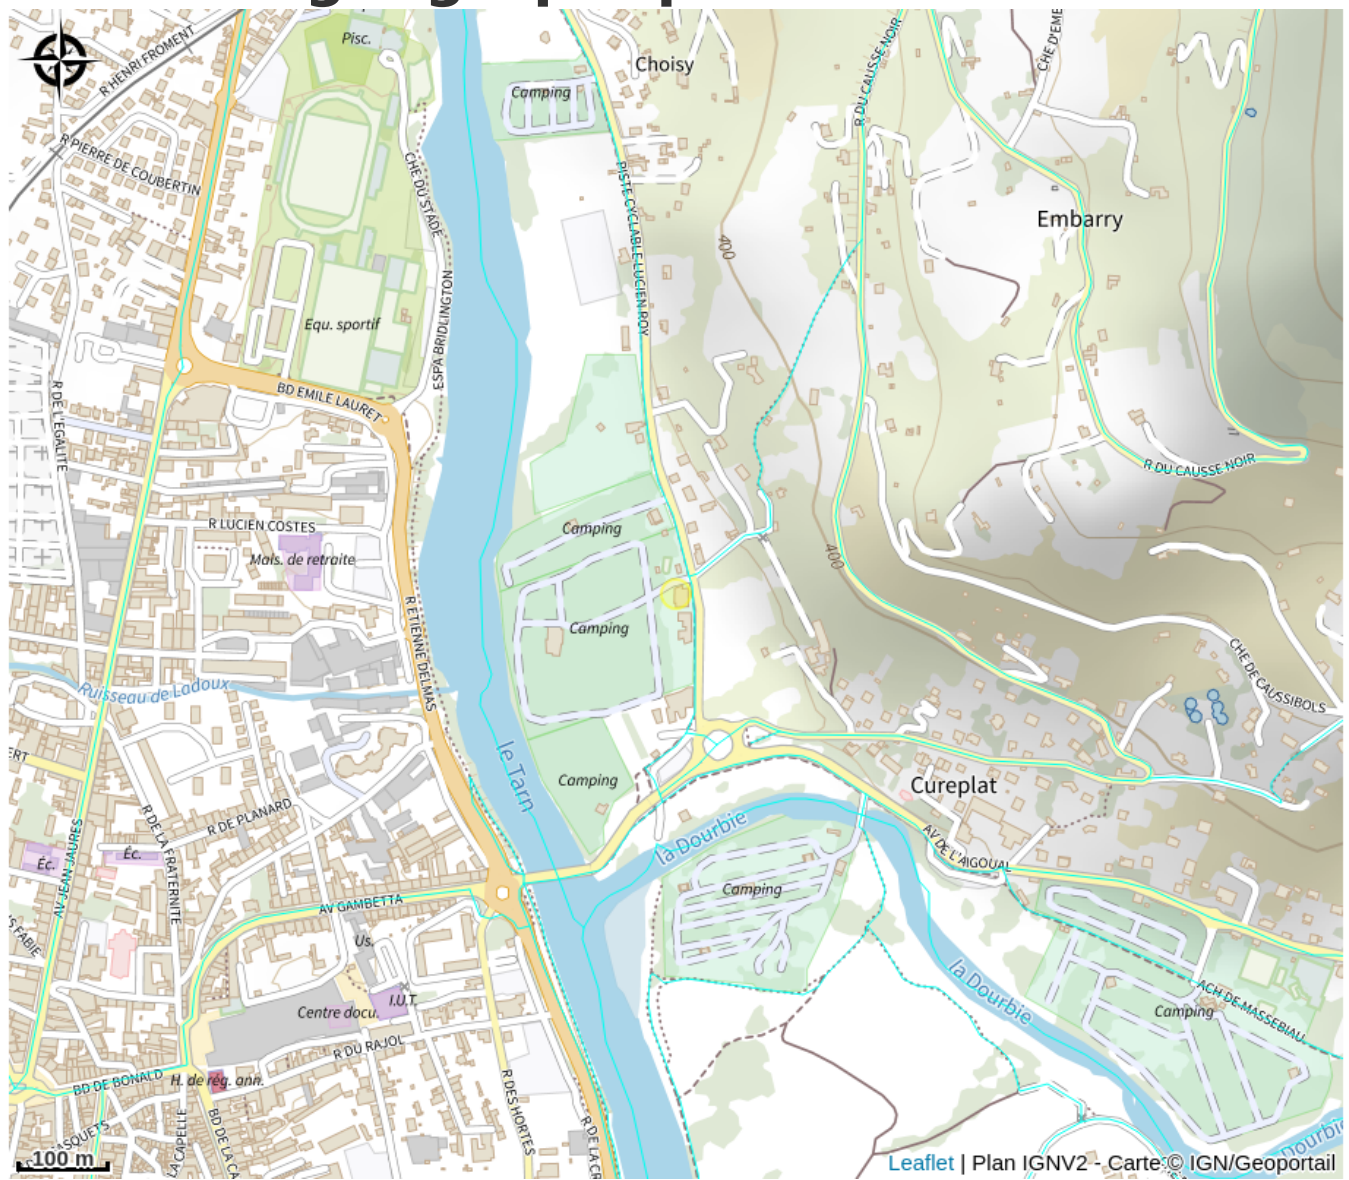 Pisc.
Choisy
R HENRI FROMENT
Camping
R DU CAUSSE NOIR
R PIERRE DE COUBERTIN
CHE DU STADE
PISTE CYCLABLE LUCIEN ROY
Embarry
400
ESPA BRIDLINGTON
Equ. sportif
R DE L'EGALITE
BD EMILE LAURET
R DU CAUSSE NOIR
R LUCIEN COSTES
Camping
Mais. de retraite
400
R ETIENNE DELMAS
Camping
CHE DE CAUSSIBOLS
Ruisseau de Ladoux
le Tarn
Camping
Cureplat
R DE PLANARD
la Dourbie
AV DE L'AIGOUAL
Éc.
Éc.
AV JEAN JAURES
R DE LA FRATERNITE
Camping
AV GAMBETTA
Us.
la Dourbie
I.U.T.
Centre docu.
ACH DE MASSEBIAU
Camping
R DU RAJOL
H. de rég. ann.
BD DE BONALD
R DES HORTES
LA CAPELLE
100 m
Dourbie
Leaflet | Plan IGNV2 - Carte © IGN/Geoportail